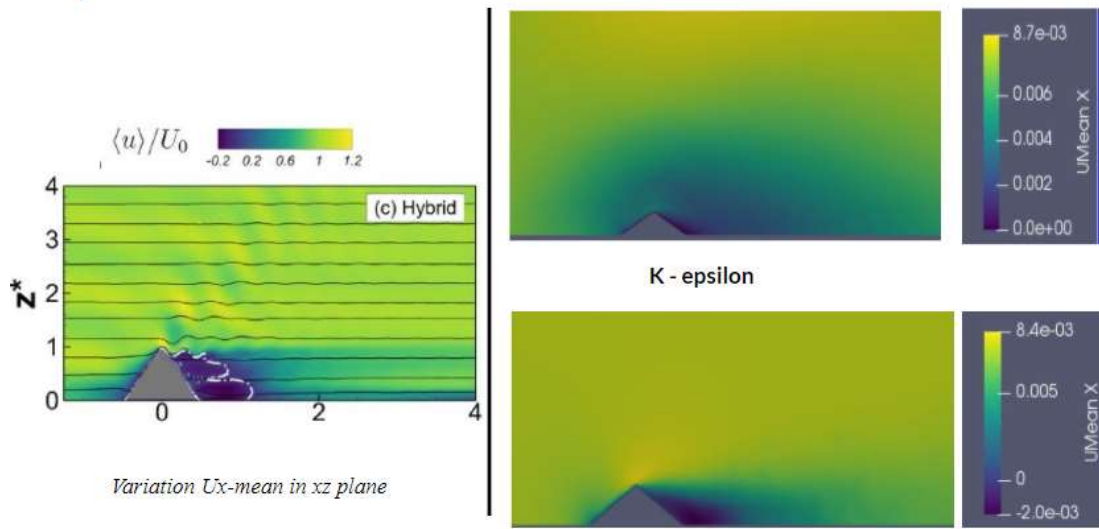 ⟨u⟩/U₀
-0.2 0.2 0.6 1 1.2
(c) Hybrid
4
3
2
1
0
z*
0 2 4
Variation Ux-mean in xz plane
8.7e-03
0.006
0.004
0.002
0.0e+00
UMean X
K - epsilon
8.4e-03
0.005
0
-2.0e-03
UMean X